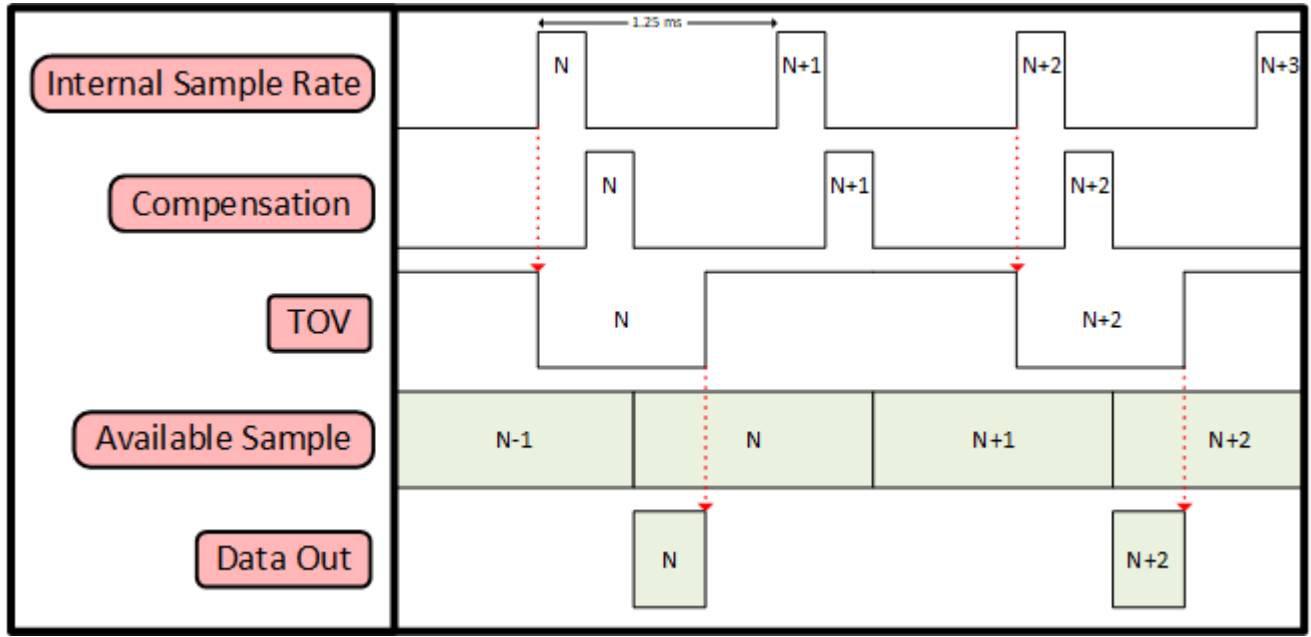 1.25 ms
Internal Sample Rate
N
N+1
N+2
N+3
Compensation
N
N+1
N+2
TOV
N
N+2
Available Sample
N-1
N
N+1
N+2
Data Out
N
N+2